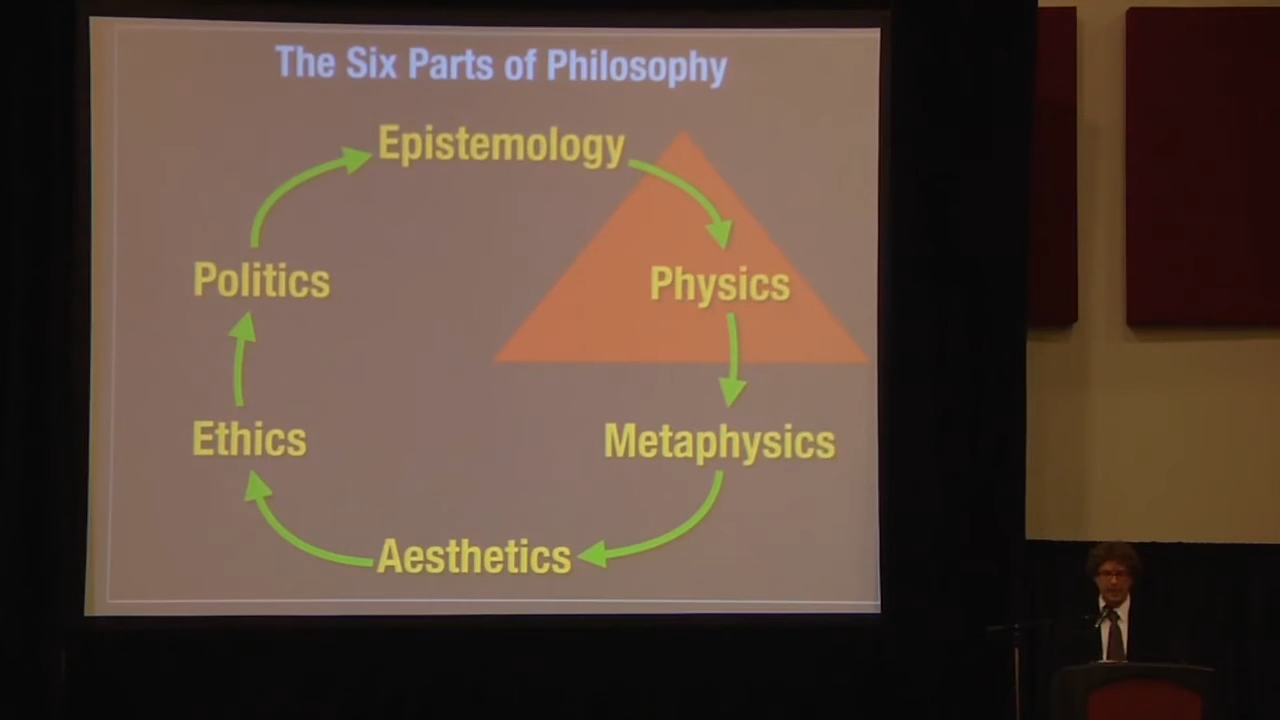 The Six Parts of Philosophy
Epistemology
Politics
Physics
Ethics
Metaphysics
Aesthetics